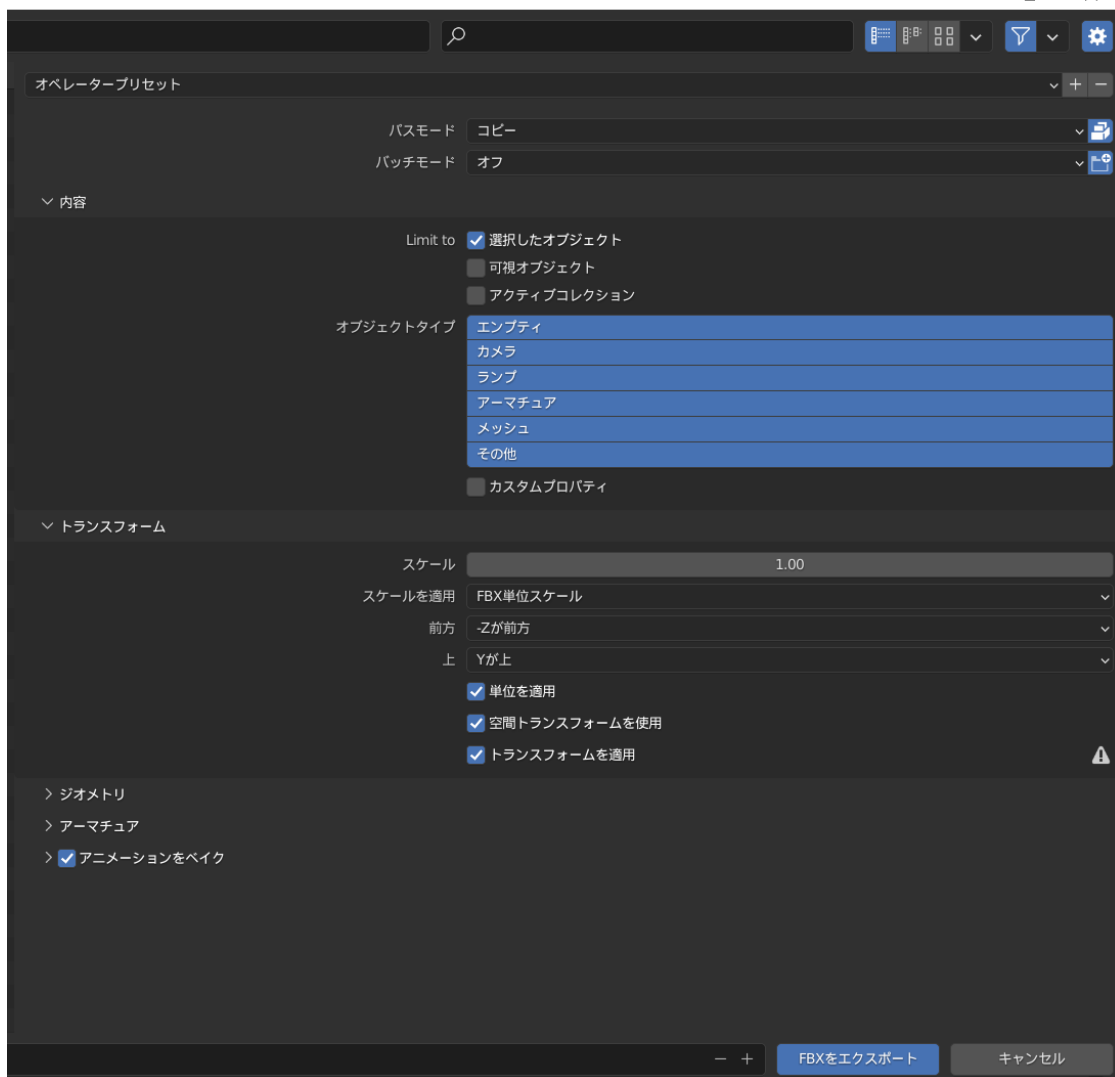 オペレータープリセット
パスモード コピー
バッチモード オフ
内容
Limit to 選択したオブジェクト
可視オブジェクト
アクティブコレクション
オブジェクトタイプ エンプティ
カメラ
ランプ
アーマチュア
メッシュ
その他
カスタムプロパティ
トランスフォーム
スケール 1.00
スケールを適用 FBX単位スケール
前方 -Zが前方
上 Yが上
単位を適用
空間トランスフォームを使用
トランスフォームを適用
ジオメトリ
アーマチュア
アニメーションをベイク
FBXをエクスポート キャンセル